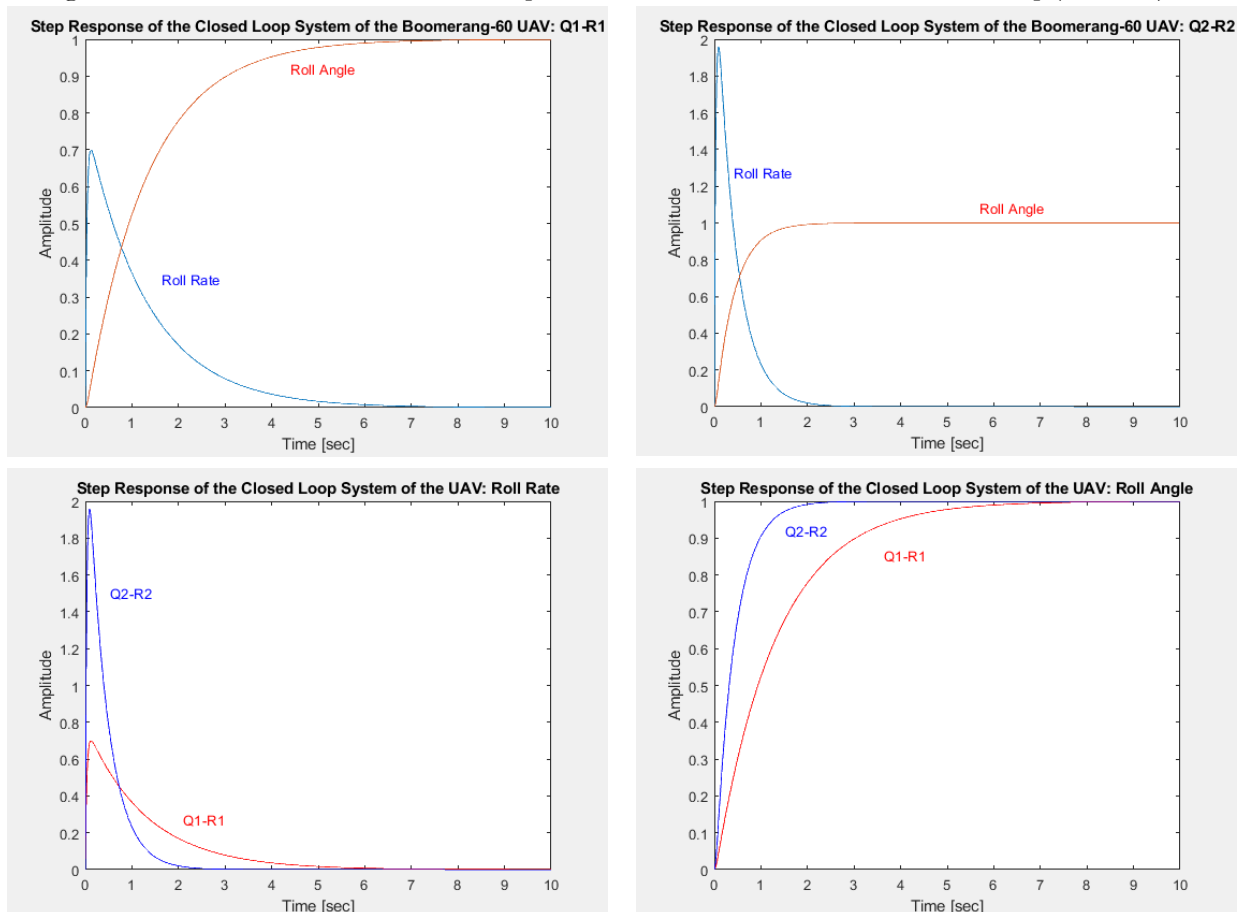 Step Response of the Closed Loop System of the Boomerang-60 UAV: Q1-R1
1
0.9
0.8
0.7
0.6
0.5
0.4
0.3
0.2
0.1
0
Amplitude
Roll Angle
Roll Rate
0 1 2 3 4 5 6 7 8 9 10
Time [sec]
Step Response of the Closed Loop System of the Boomerang-60 UAV: Q2-R2
2
1.8
1.6
1.4
1.2
1
0.8
0.6
0.4
0.2
0
Amplitude
Roll Rate
Roll Angle
0 1 2 3 4 5 6 7 8 9 10
Time [sec]
Step Response of the Closed Loop System of the UAV: Roll Rate
2
1.8
1.6
1.4
1.2
1
0.8
0.6
0.4
0.2
0
Amplitude
Q2-R2
Q1-R1
0 1 2 3 4 5 6 7 8 9 10
Time [sec]
Step Response of the Closed Loop System of the UAV: Roll Angle
1
0.9
0.8
0.7
0.6
0.5
0.4
0.3
0.2
0.1
0
Amplitude
Q2-R2
Q1-R1
0 1 2 3 4 5 6 7 8 9 10
Time [sec]